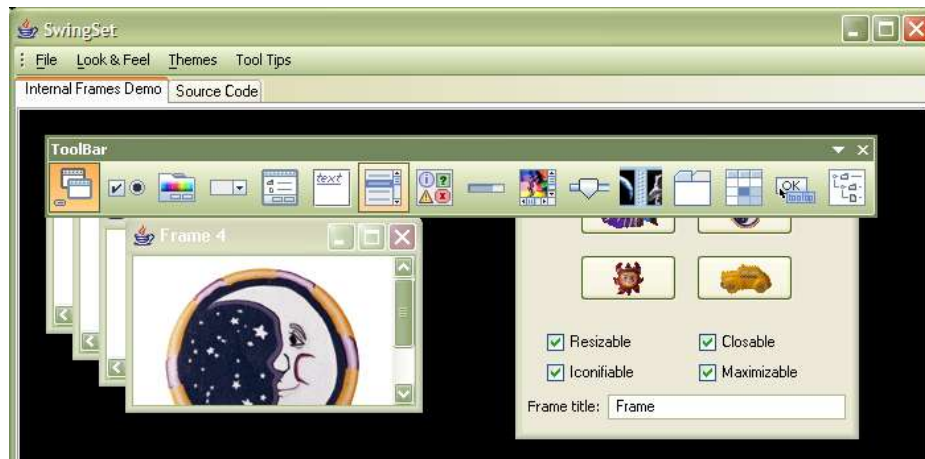 SwingSet
File Look & Feel Themes Tool Tips
Internal Frames Demo Source Code
ToolBar
text
OK
tooltip
Frame 4
Resizable Closable
Iconifiable Maximizable
Frame title: Frame